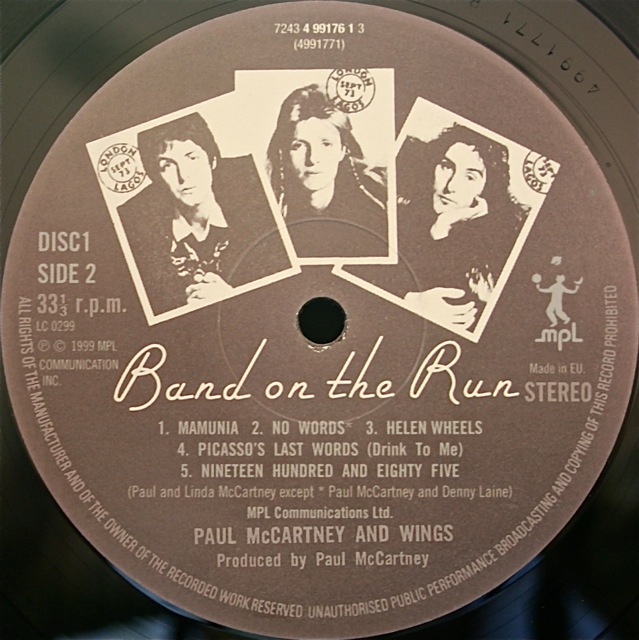 7243 4 99176 1 3
(4991771)
4991771
LONDON
SEPT
73
LAGOS
LONDON
SEPT
73
LAGOS
DISC1
SIDE 2
33⅓ r.p.m.
LC 0299
℗ © 1999 MPL
COMMUNICATION
INC.
mpL
Made in EU.
STEREO
Band on the Run
1. MAMUNIA 2. NO WORDS* 3. HELEN WHEELS
4. PICASSO'S LAST WORDS (Drink To Me)
5. NINETEEN HUNDRED AND EIGHTY FIVE
(Paul and Linda McCartney except * Paul McCartney and Denny Laine)
MPL Communications Ltd.
PAUL McCARTNEY AND WINGS
Produced by Paul McCartney
ALL RIGHTS OF THE MANUFACTURER AND OF THE OWNER OF THE RECORDED WORK RESERVED UNAUTHORISED PUBLIC PERFORMANCE BROADCASTING AND COPYING OF THIS RECORD PROHIBITED